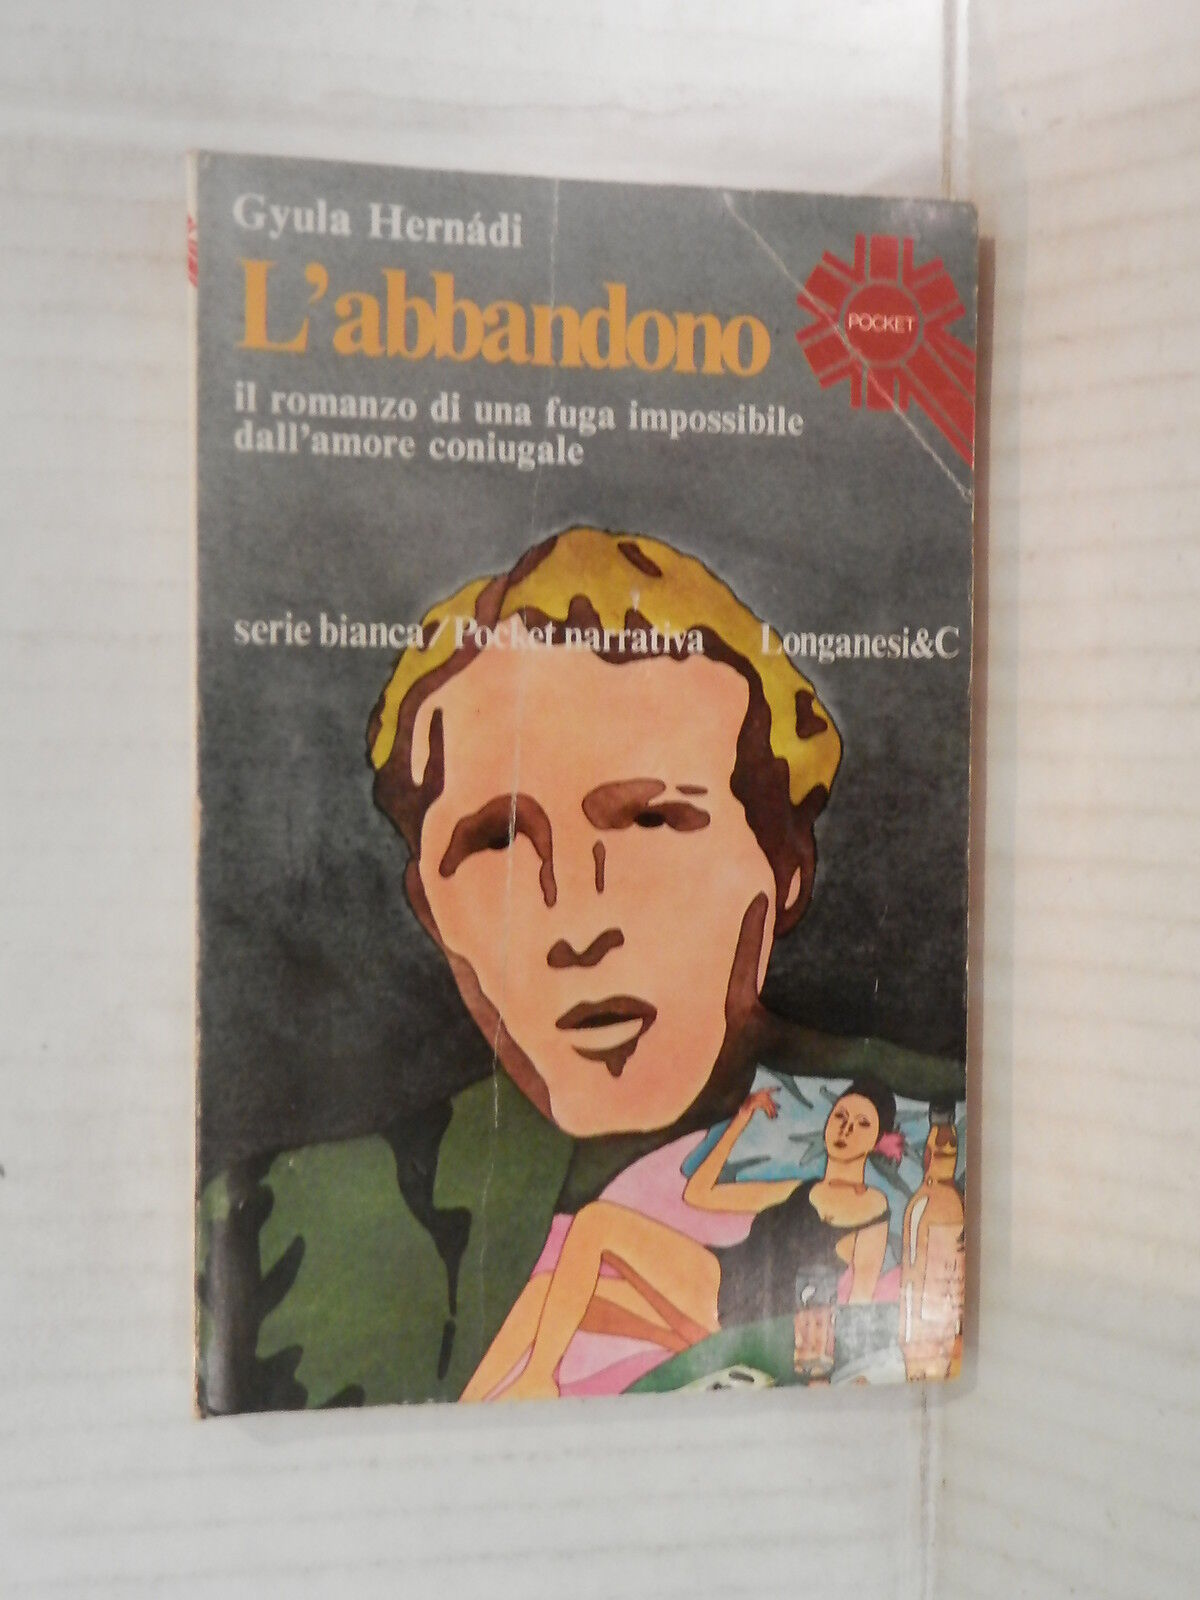 Gyula Hernádi
L'abbandono
POCKET
il romanzo di una fuga impossibile
dall'amore coniugale
serie bianca/Pocket narrativa Longanesi&C